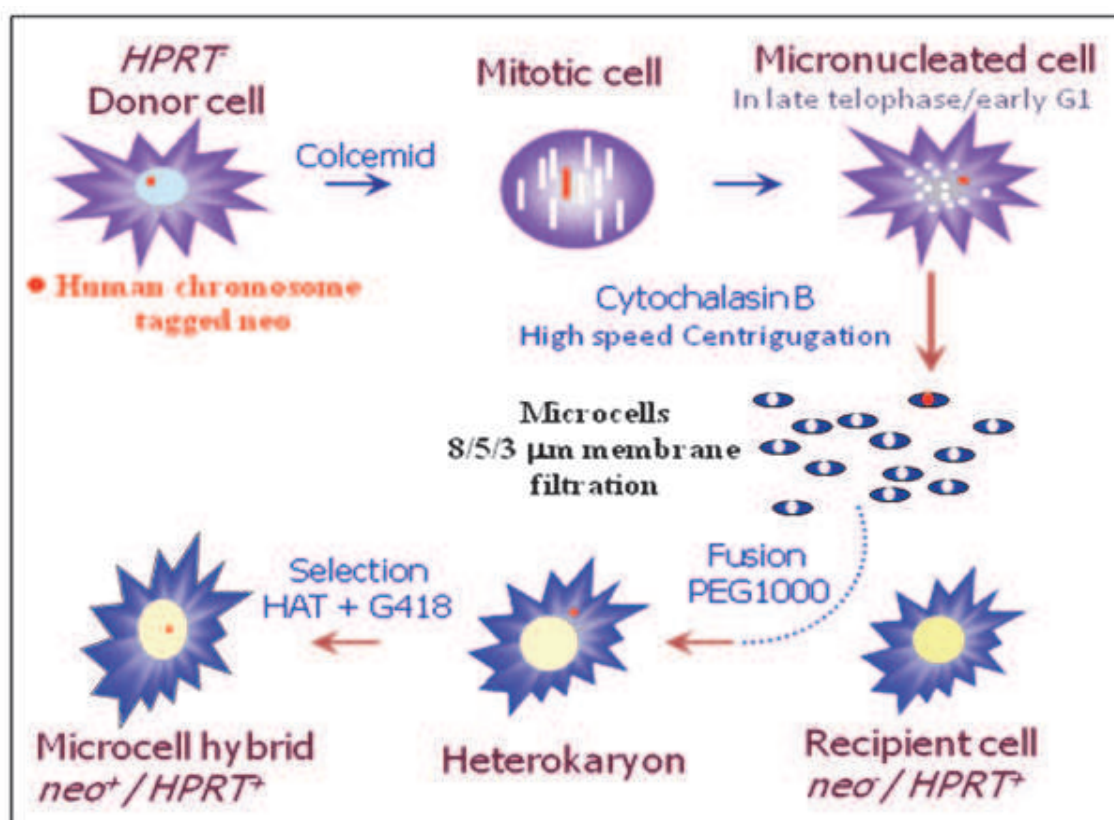 HPRT⁻
Donor cell
Mitotic cell
Micronucleated cell
In late telophase/early G1
Colcemid
Human chromosome
tagged neo
Cytochalasin B
High speed Centrigugation
Microcells
8/5/3 μm membrane
filtration
Fusion
PEG1000
Selection
HAT + G418
Microcell hybrid
neo⁺ / HPRT⁺
Heterokaryon
Recipient cell
neo⁻ / HPRT⁺